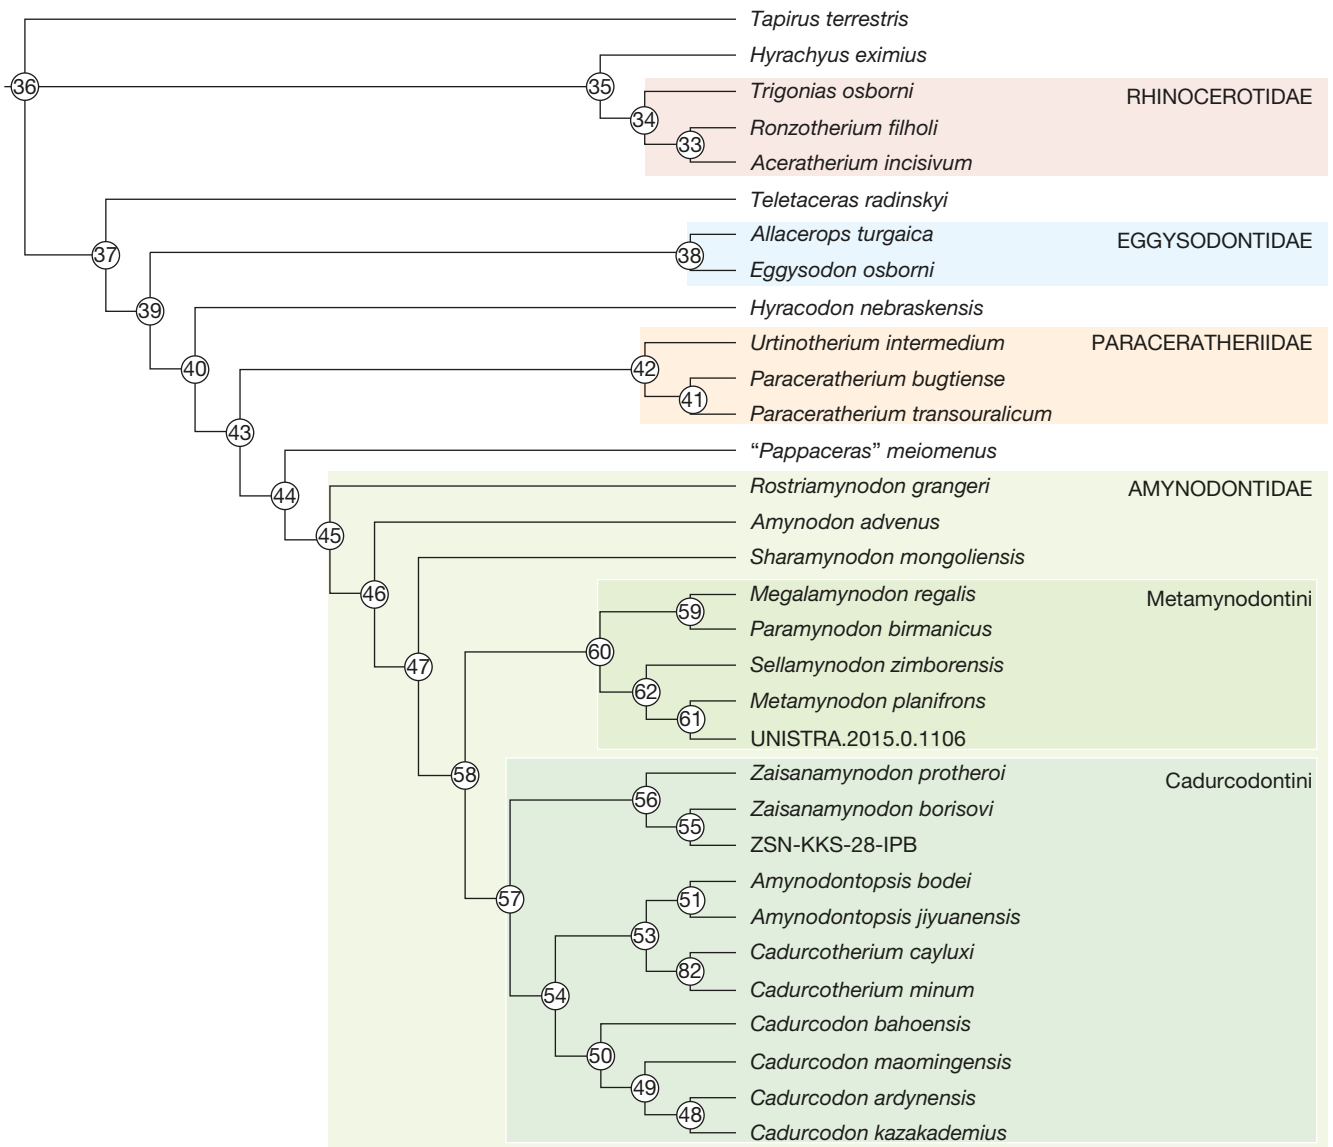 Tapirus terrestris
Hyrachyus eximius
36
35
Trigonias osborni
RHINOCEROTIDAE
34
Ronzotherium filholi
33
Aceratherium incisivum
Teletaceras radinskyi
Allacerops turgaica
EGGYSODONTIDAE
37
38
Eggysodon osborni
39
Hyracodon nebraskensis
Urtinotherium intermedium
PARACERATHERIIDAE
40
42
Paraceratherium bugtiense
41
Paraceratherium transouralicum
43
“Pappaceras” meiomenus
44
Rostriamynodon grangeri
AMYNODONTIDAE
Amynodon advenus
45
Sharamynodon mongoliensis
46
Megalamynodon regalis
Metamynodontini
59
Paramynodon birmanicus
60
47
Sellamynodon zimborensis
62
Metamynodon planifrons
61
UNISTRA.2015.0.1106
58
Zaisanamynodon protheroi
Cadurcodontini
56
Zaisanamynodon borisovi
55
ZSN-KKS-28-IPB
Amynodontopsis bodei
57
51
Amynodontopsis jiyuanensis
53
Cadurcotherium cayluxi
82
Cadurcotherium minum
54
Cadurcodon bahoensis
50
Cadurcodon maomingensis
49
Cadurcodon ardynensis
48
Cadurcodon kazakademius